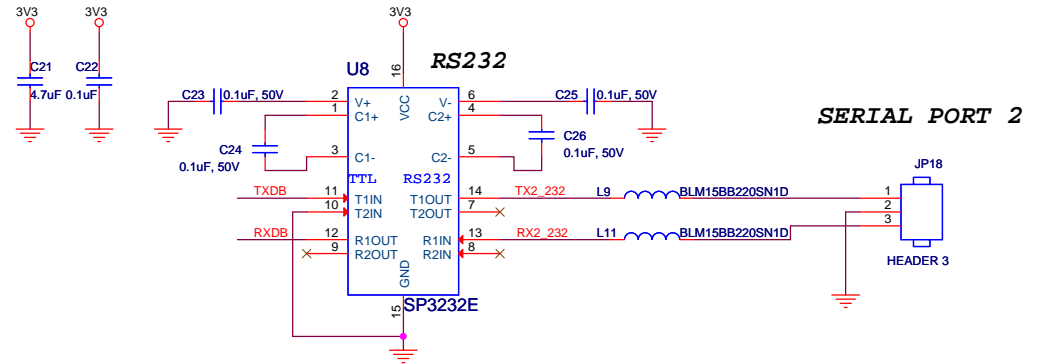 3V3
3V3
3V3
C21
4.7uF
C22
0.1uF
RS232
U8
SERIAL PORT 2
C23
0.1uF, 50V
C24
0.1uF, 50V
C25
0.1uF, 50V
C26
0.1uF, 50V
16
VCC
2
V+
1
C1+
3
C1-
6
V-
4
C2+
5
C2-
TTL
RS232
TXDB
11
T1IN
10
T2IN
RXDB
12
R1OUT
9
R2OUT
T1OUT
14
TX2_232
T2OUT
7
R1IN
13
RX2_232
R2IN
8
GND
15
SP3232E
L9
BLM15BB220SN1D
L11
BLM15BB220SN1D
JP18
1
2
3
HEADER 3